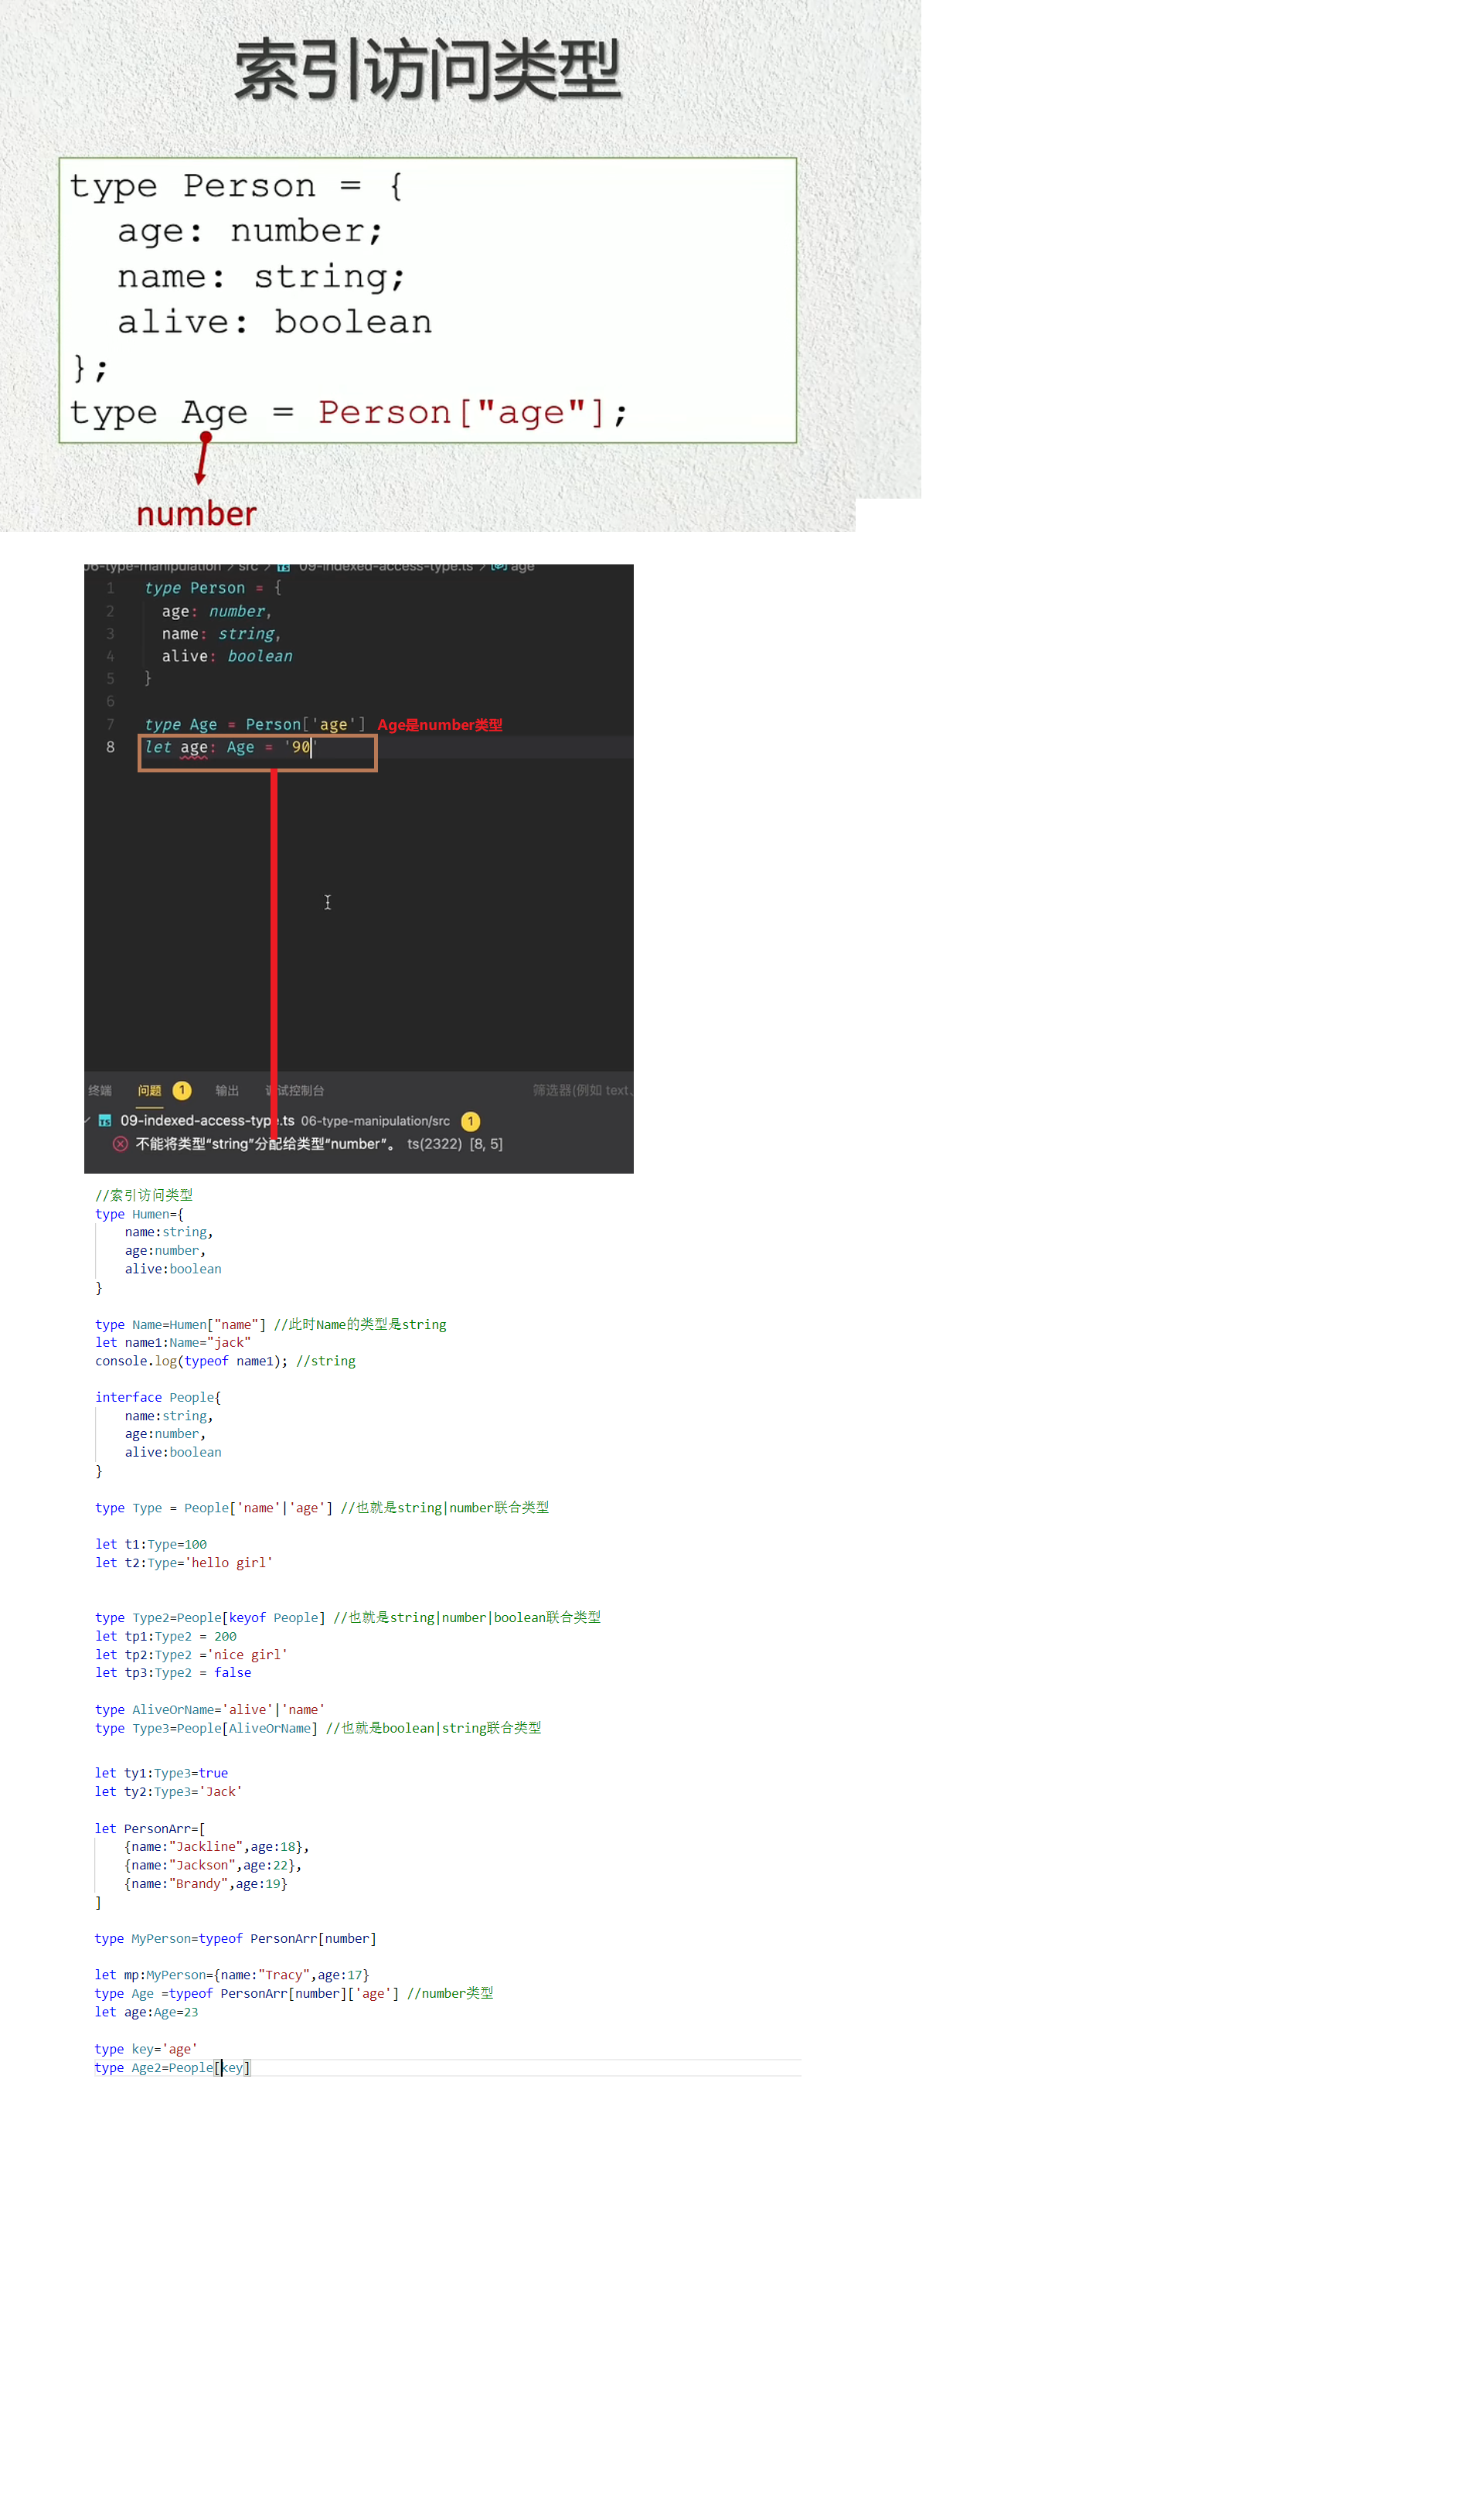 索引访问类型
type Person = {
age: number;
name: string;
alive: boolean
};
type Age = Person["age"];
number
06-type-manipulation > src > TS 09-indexed-access-type.ts > age
1 type Person = {
2 age: number,
3 name: string,
4 alive: boolean
5 }
6
7 type Age = Person['age'] Age是number类型
8 let age: Age = '90'
终端 问题 1 输出 调试控制台 筛选器(例如 text、
TS 09-indexed-access-type.ts 06-type-manipulation/src 1
不能将类型“string”分配给类型“number”。 ts(2322) [8, 5]
//索引访问类型
type Humen={
name:string,
age:number,
alive:boolean
}
type Name=Humen["name"] //此时Name的类型是string
let name1:Name="jack"
console.log(typeof name1); //string
interface People{
name:string,
age:number,
alive:boolean
}
type Type = People['name'|'age'] //也就是string|number联合类型
let t1:Type=100
let t2:Type='hello girl'
type Type2=People[keyof People] //也就是string|number|boolean联合类型
let tp1:Type2 = 200
let tp2:Type2 ='nice girl'
let tp3:Type2 = false
type AliveOrName='alive'|'name'
type Type3=People[AliveOrName] //也就是boolean|string联合类型
let ty1:Type3=true
let ty2:Type3='Jack'
let PersonArr=[
{name:"Jackline",age:18},
{name:"Jackson",age:22},
{name:"Brandy",age:19}
]
type MyPerson=typeof PersonArr[number]
let mp:MyPerson={name:"Tracy",age:17}
type Age =typeof PersonArr[number]['age'] //number类型
let age:Age=23
type key='age'
type Age2=People[key]